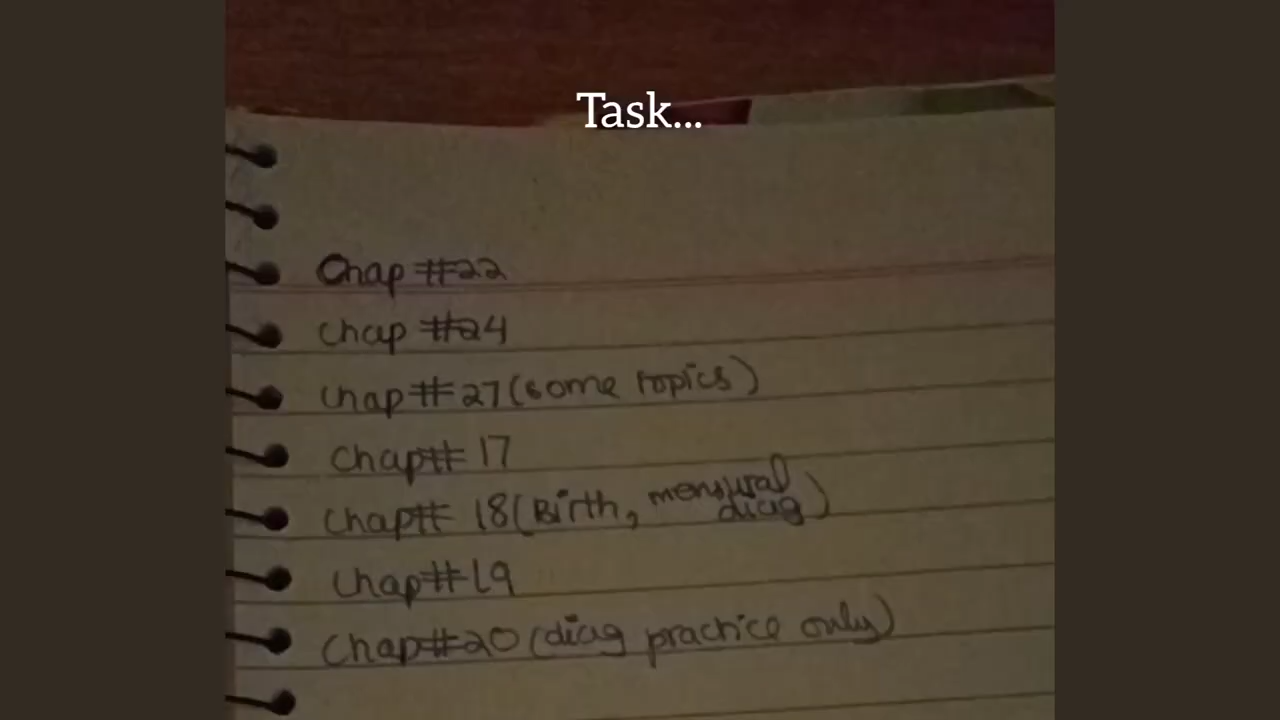 Task...
Chap #22
Chap #24
Chap # 27 (some topics)
Chap# 17
Chap# 18 (Birth, mensural diag)
Chap#19
Chap#20 (diag practice only)